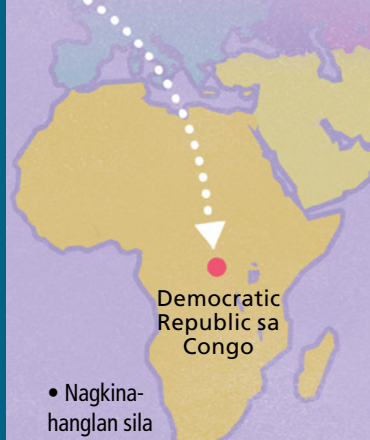 Democratic
Republic sa
Congo
• Nagkina-
hanglan sila